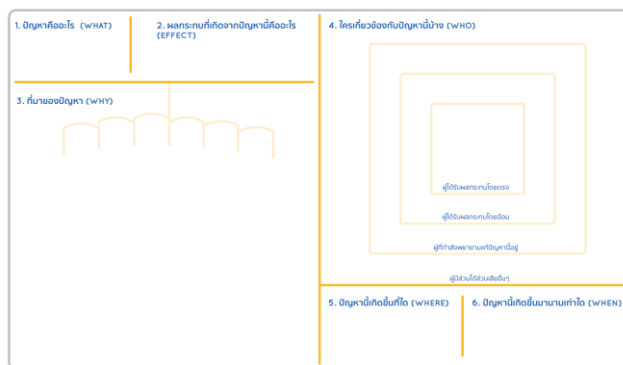 1. ปัญหาคืออะไร (WHAT)
2. ผลกระทบที่เกิดจากปัญหานี้คืออะไร
(EFFECT)
3. ที่มาของปัญหา (WHY)
4. ใครเกี่ยวข้องกับปัญหานี้บ้าง (WHO)
ผู้ได้รับผลกระทบโดยตรง
ผู้ได้รับผลกระทบโดยอ้อม
ผู้ที่กำลังพยายามแก้ปัญหานี้อยู่
ผู้มีส่วนได้ส่วนเสียอื่นๆ
5. ปัญหานี้เกิดขึ้นที่ใด (WHERE)
6. ปัญหานี้เกิดขึ้นมานานเท่าใด (WHEN)